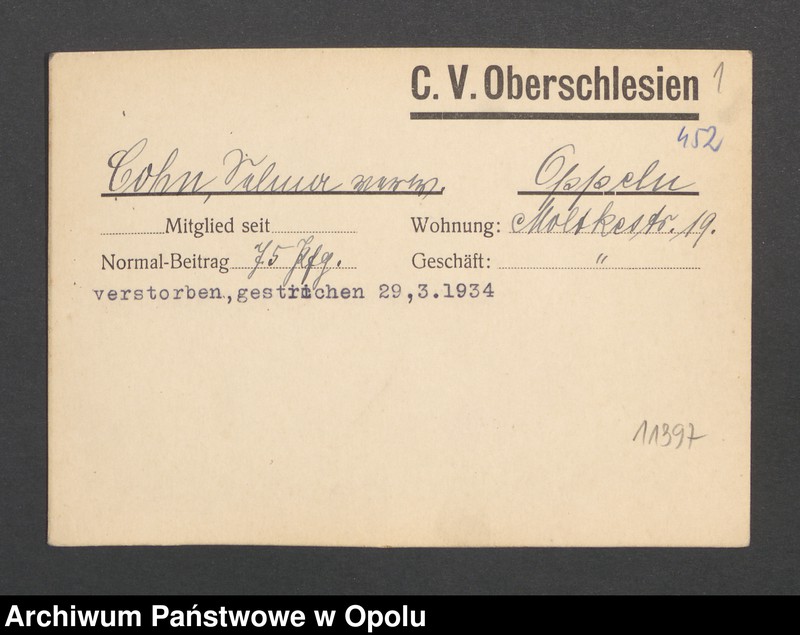 C. V. Oberschlesien 1
452
Cohn, Selma verw. Oppeln
Mitglied seit Wohnung: Moltkestr. 19.
Normal-Beitrag 75 Pfg. Geschäft: "
verstorben,gestrichen 29,3.1934
11397
Archiwum Państwowe w Opolu